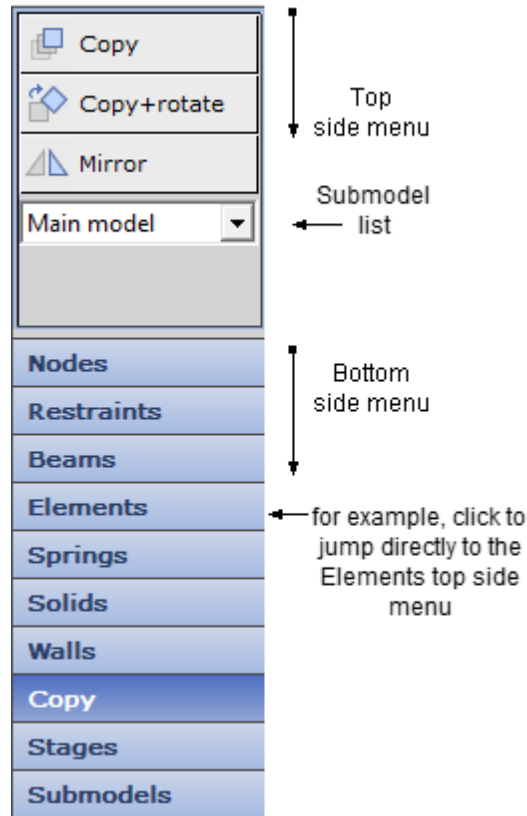 Copy
Copy+rotate
Mirror
Main model
Top
side menu
Submodel
list
Nodes
Restraints
Beams
Elements
Springs
Solids
Walls
Copy
Stages
Submodels
Bottom
side menu
for example, click to
jump directly to the
Elements top side
menu